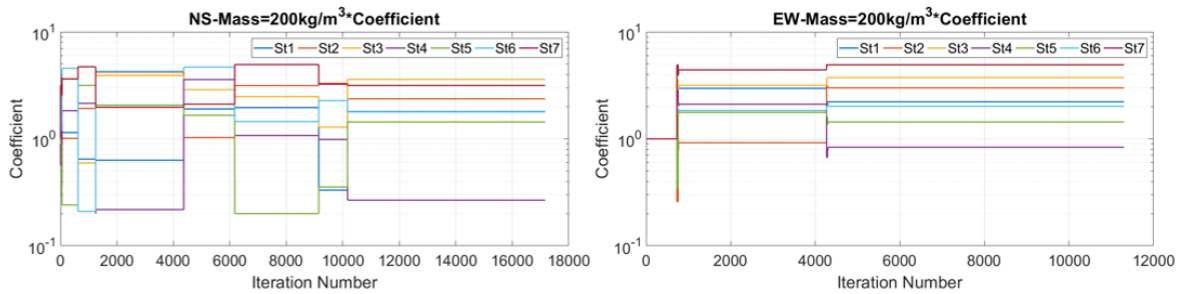 NS-Mass=200kg/m³*Coefficient
10¹
10⁰
10⁻¹
Coefficient
St1 St2 St3 St4 St5 St6 St7
0 2000 4000 6000 8000 10000 12000 14000 16000 18000
Iteration Number
EW-Mass=200kg/m³*Coefficient
10¹
10⁰
10⁻¹
Coefficient
St1 St2 St3 St4 St5 St6 St7
0 2000 4000 6000 8000 10000 12000
Iteration Number